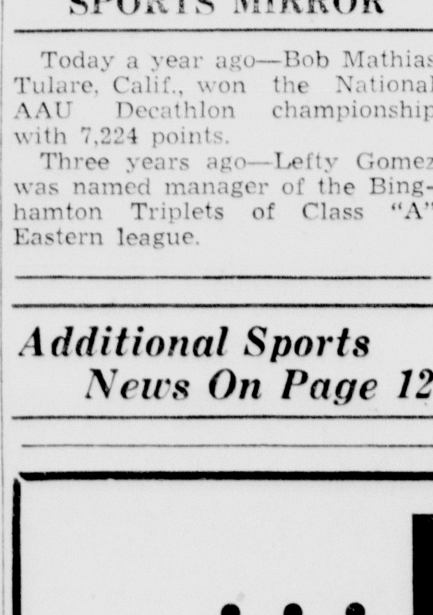 SPORTS MIRROR
Today a year ago—Bob Mathias
Tulare, Calif., won the National
AAU Decathlon championship
with 7,224 points.
Three years ago—Lefty Gomez
was named manager of the Bing-
hamton Triplets of Class “A”
Eastern league.
Additional Sports
News On Page 12